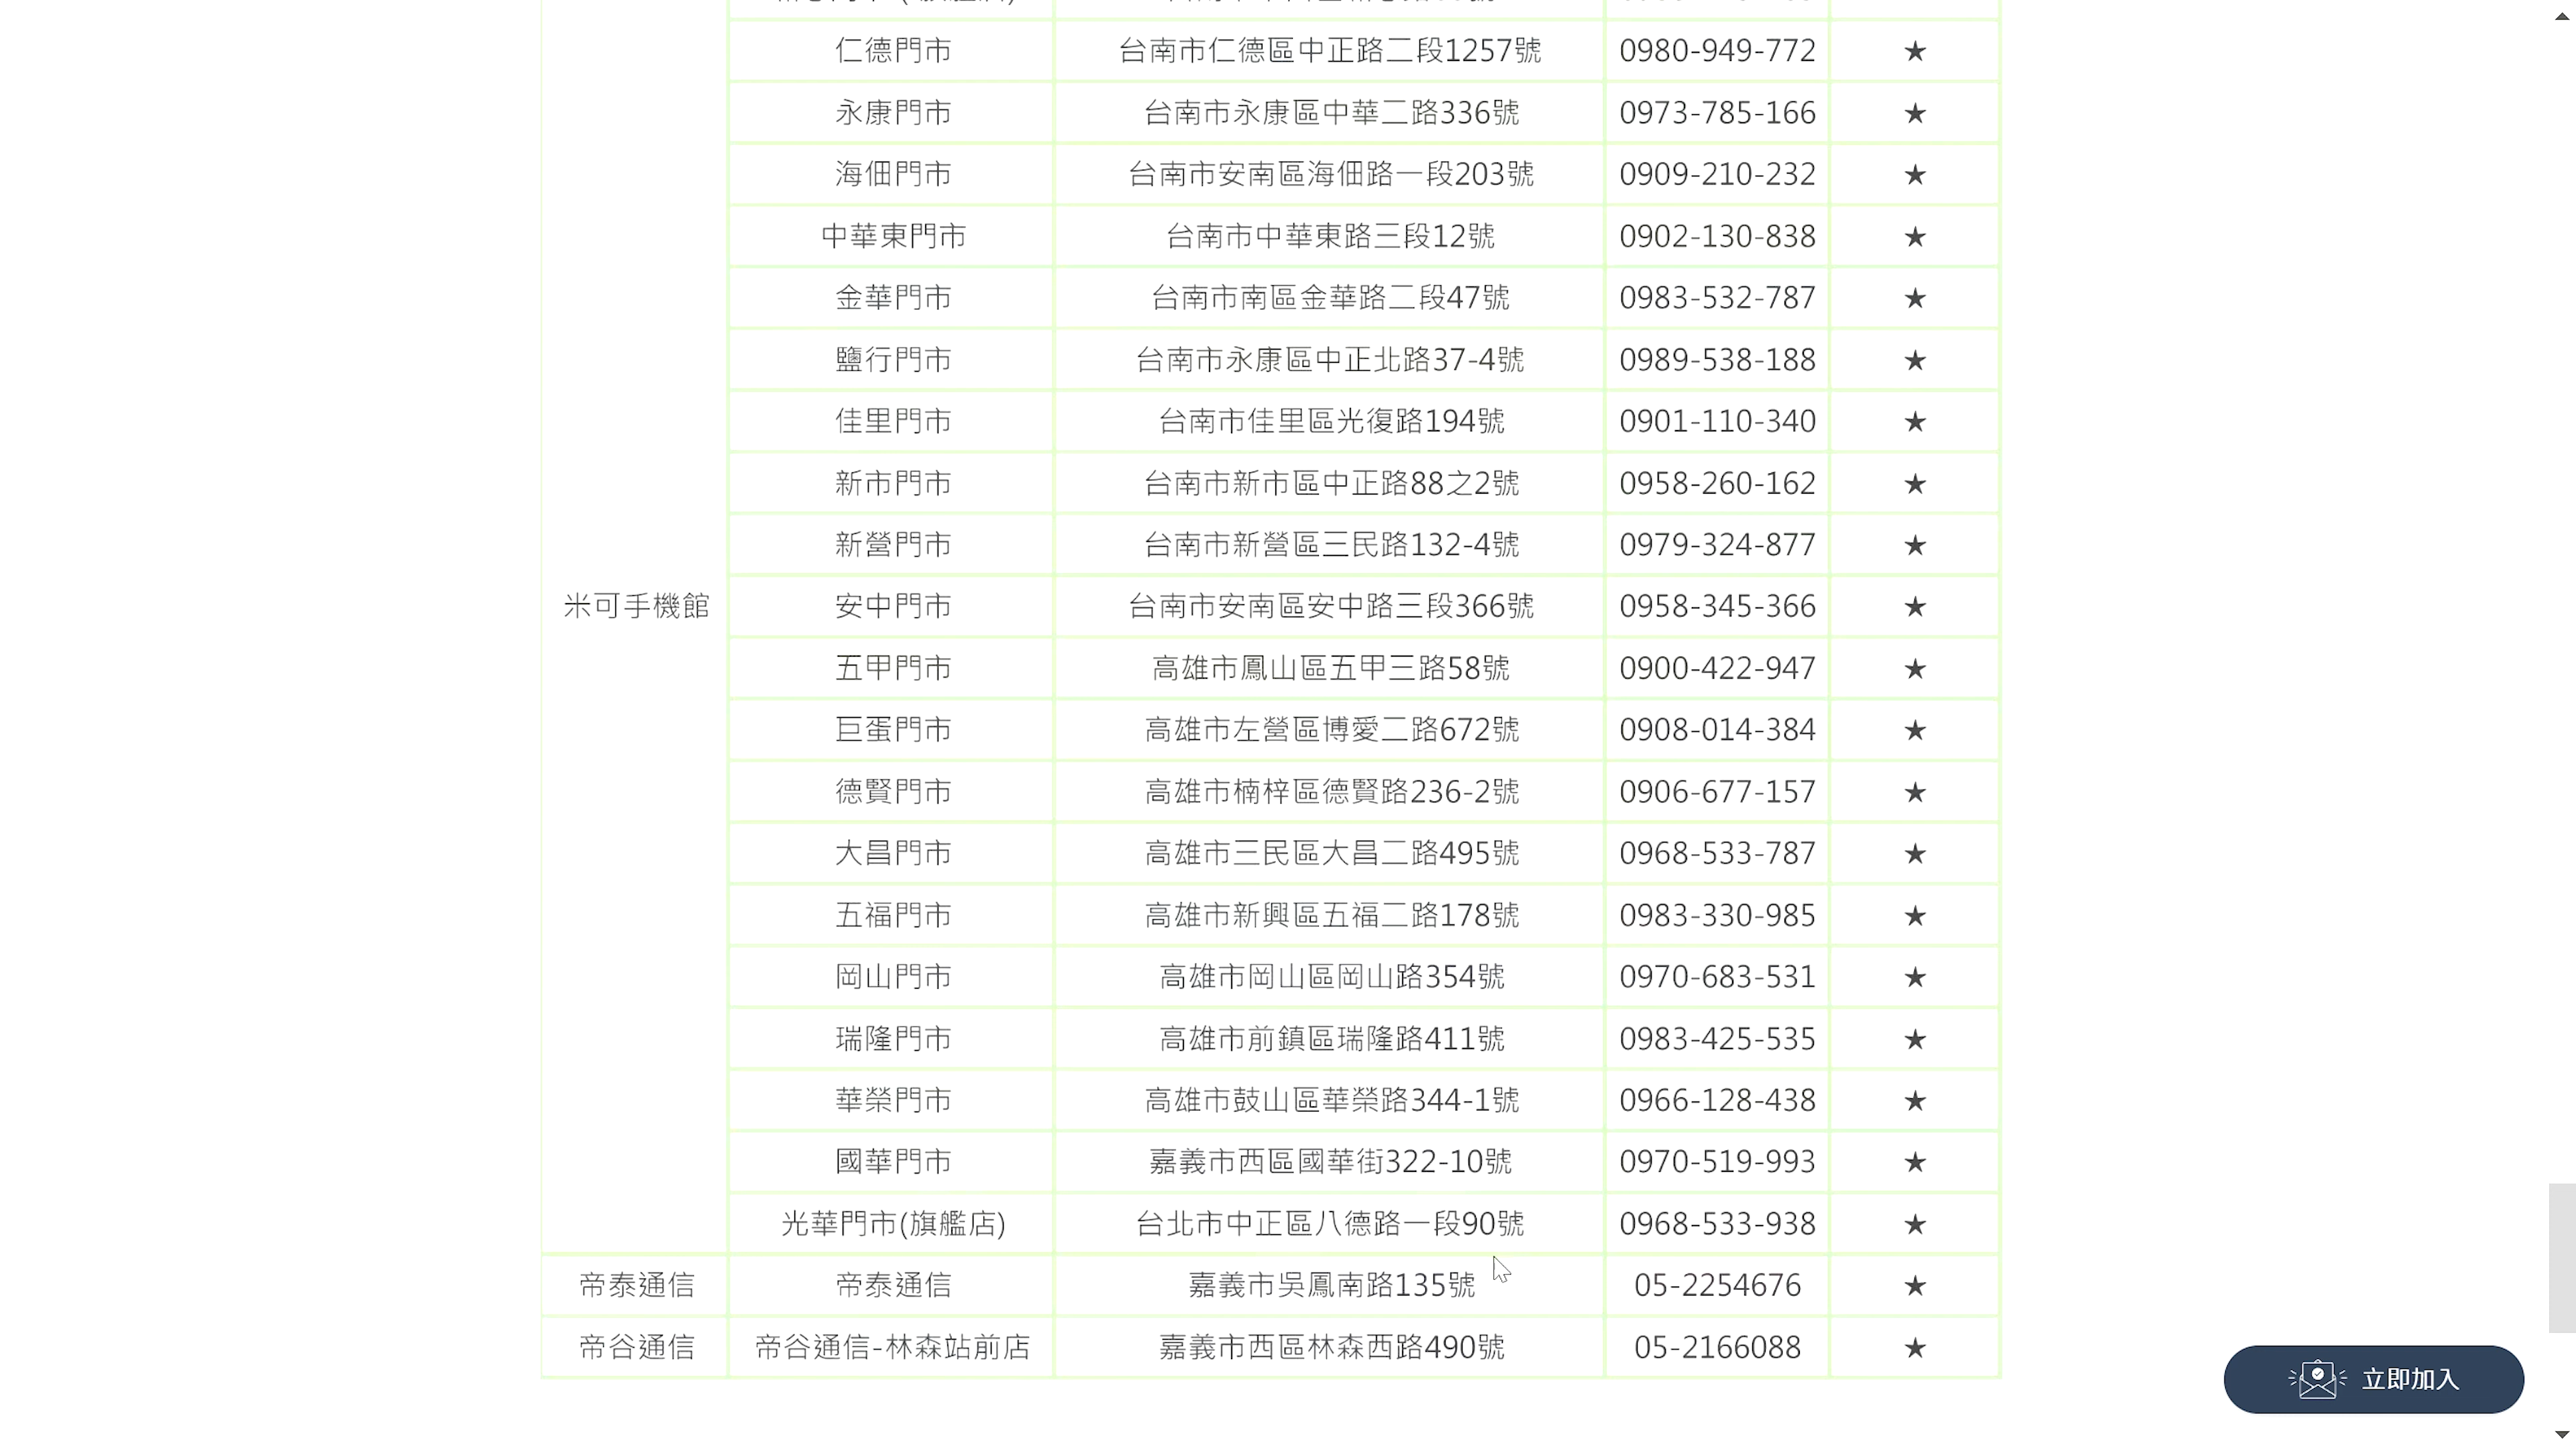 仁德門市 台南市仁德區中正路二段1257號 0980-949-772 ★
永康門市 台南市永康區中華二路336號 0973-785-166 ★
海佃門市 台南市安南區海佃路一段203號 0909-210-232 ★
中華東門市 台南市中華東路三段12號 0902-130-838 ★
金華門市 台南市南區金華路二段47號 0983-532-787 ★
鹽行門市 台南市永康區中正北路37-4號 0989-538-188 ★
佳里門市 台南市佳里區光復路194號 0901-110-340 ★
新市門市 台南市新市區中正路88之2號 0958-260-162 ★
新營門市 台南市新營區三民路132-4號 0979-324-877 ★
米可手機館 安中門市 台南市安南區安中路三段366號 0958-345-366 ★
五甲門市 高雄市鳳山區五甲三路58號 0900-422-947 ★
巨蛋門市 高雄市左營區博愛二路672號 0908-014-384 ★
德賢門市 高雄市楠梓區德賢路236-2號 0906-677-157 ★
大昌門市 高雄市三民區大昌二路495號 0968-533-787 ★
五福門市 高雄市新興區五福二路178號 0983-330-985 ★
岡山門市 高雄市岡山區岡山路354號 0970-683-531 ★
瑞隆門市 高雄市前鎮區瑞隆路411號 0983-425-535 ★
華榮門市 高雄市鼓山區華榮路344-1號 0966-128-438 ★
國華門市 嘉義市西區國華街322-10號 0970-519-993 ★
光華門市(旗艦店) 台北市中正區八德路一段90號 0968-533-938 ★
帝泰通信 帝泰通信 嘉義市吳鳳南路135號 05-2254676 ★
帝谷通信 帝谷通信-林森站前店 嘉義市西區林森西路490號 05-2166088 ★
立即加入